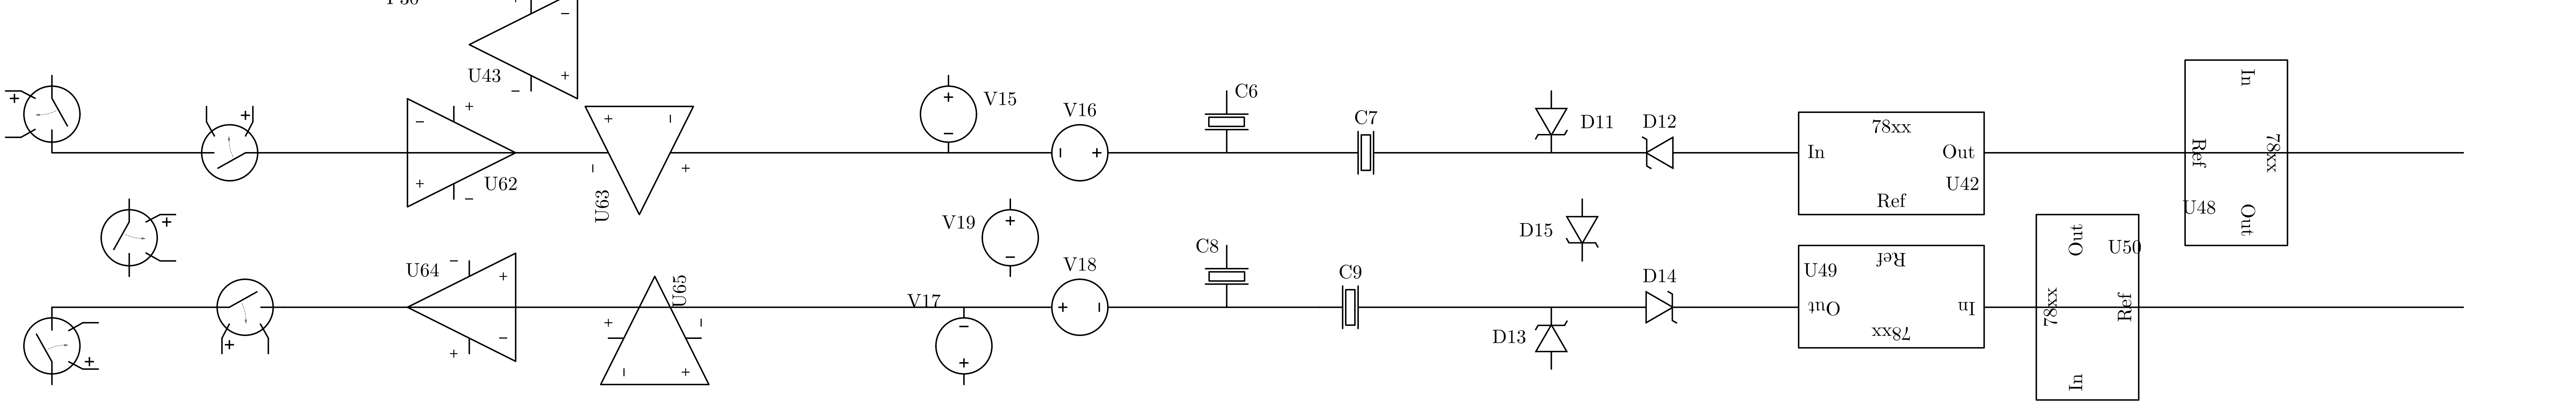 U43
V15
V16
C6
C7
D11
D12
78xx
In
Out
Ref
U42
In
Ref
78xx
Out
U48
U62
U63
V19
D15
U64
U65
V17
V18
C8
C9
D13
D14
U49
Ref
Out
In
78xx
Out
U50
78xx
Ref
In